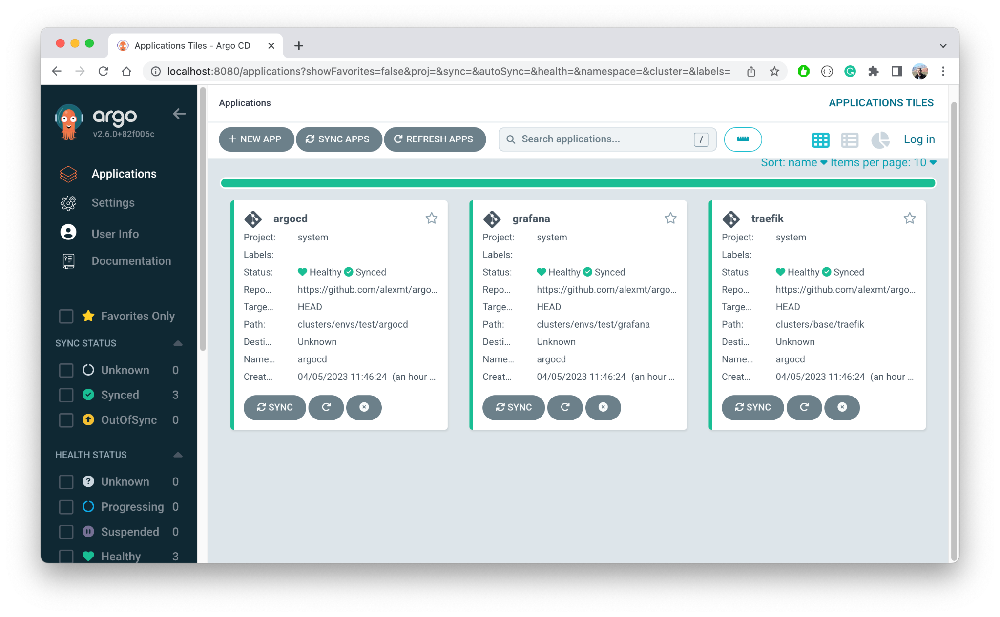 Applications Tiles - Argo CD
localhost:8080/applications?showFavorites=false&proj=&sync=&autoSync=&health=&namespace=&cluster=&labels=
argo
v2.6.0+82f006c
Applications
Settings
User Info
Documentation
Favorites Only
SYNC STATUS
Unknown 0
Synced 3
OutOfSync 0
HEALTH STATUS
Unknown 0
Progressing 0
Suspended 0
Healthy 3
Applications
APPLICATIONS TILES
+ NEW APP
SYNC APPS
REFRESH APPS
Search applications... /
Log in
Sort: name Items per page: 10
argocd
Project: system
Labels:
Status: Healthy Synced
Repo... https://github.com/alexmt/argo...
Targe... HEAD
Path: clusters/envs/test/argocd
Desti... Unknown
Name... argocd
Creat... 04/05/2023 11:46:24 (an hour ...
SYNC
grafana
Project: system
Labels:
Status: Healthy Synced
Repo... https://github.com/alexmt/argo...
Targe... HEAD
Path: clusters/envs/test/grafana
Desti... Unknown
Name... argocd
Creat... 04/05/2023 11:46:24 (an hour ...
SYNC
traefik
Project: system
Labels:
Status: Healthy Synced
Repo... https://github.com/alexmt/argo...
Targe... HEAD
Path: clusters/base/traefik
Desti... Unknown
Name... argocd
Creat... 04/05/2023 11:46:24 (an hour ...
SYNC